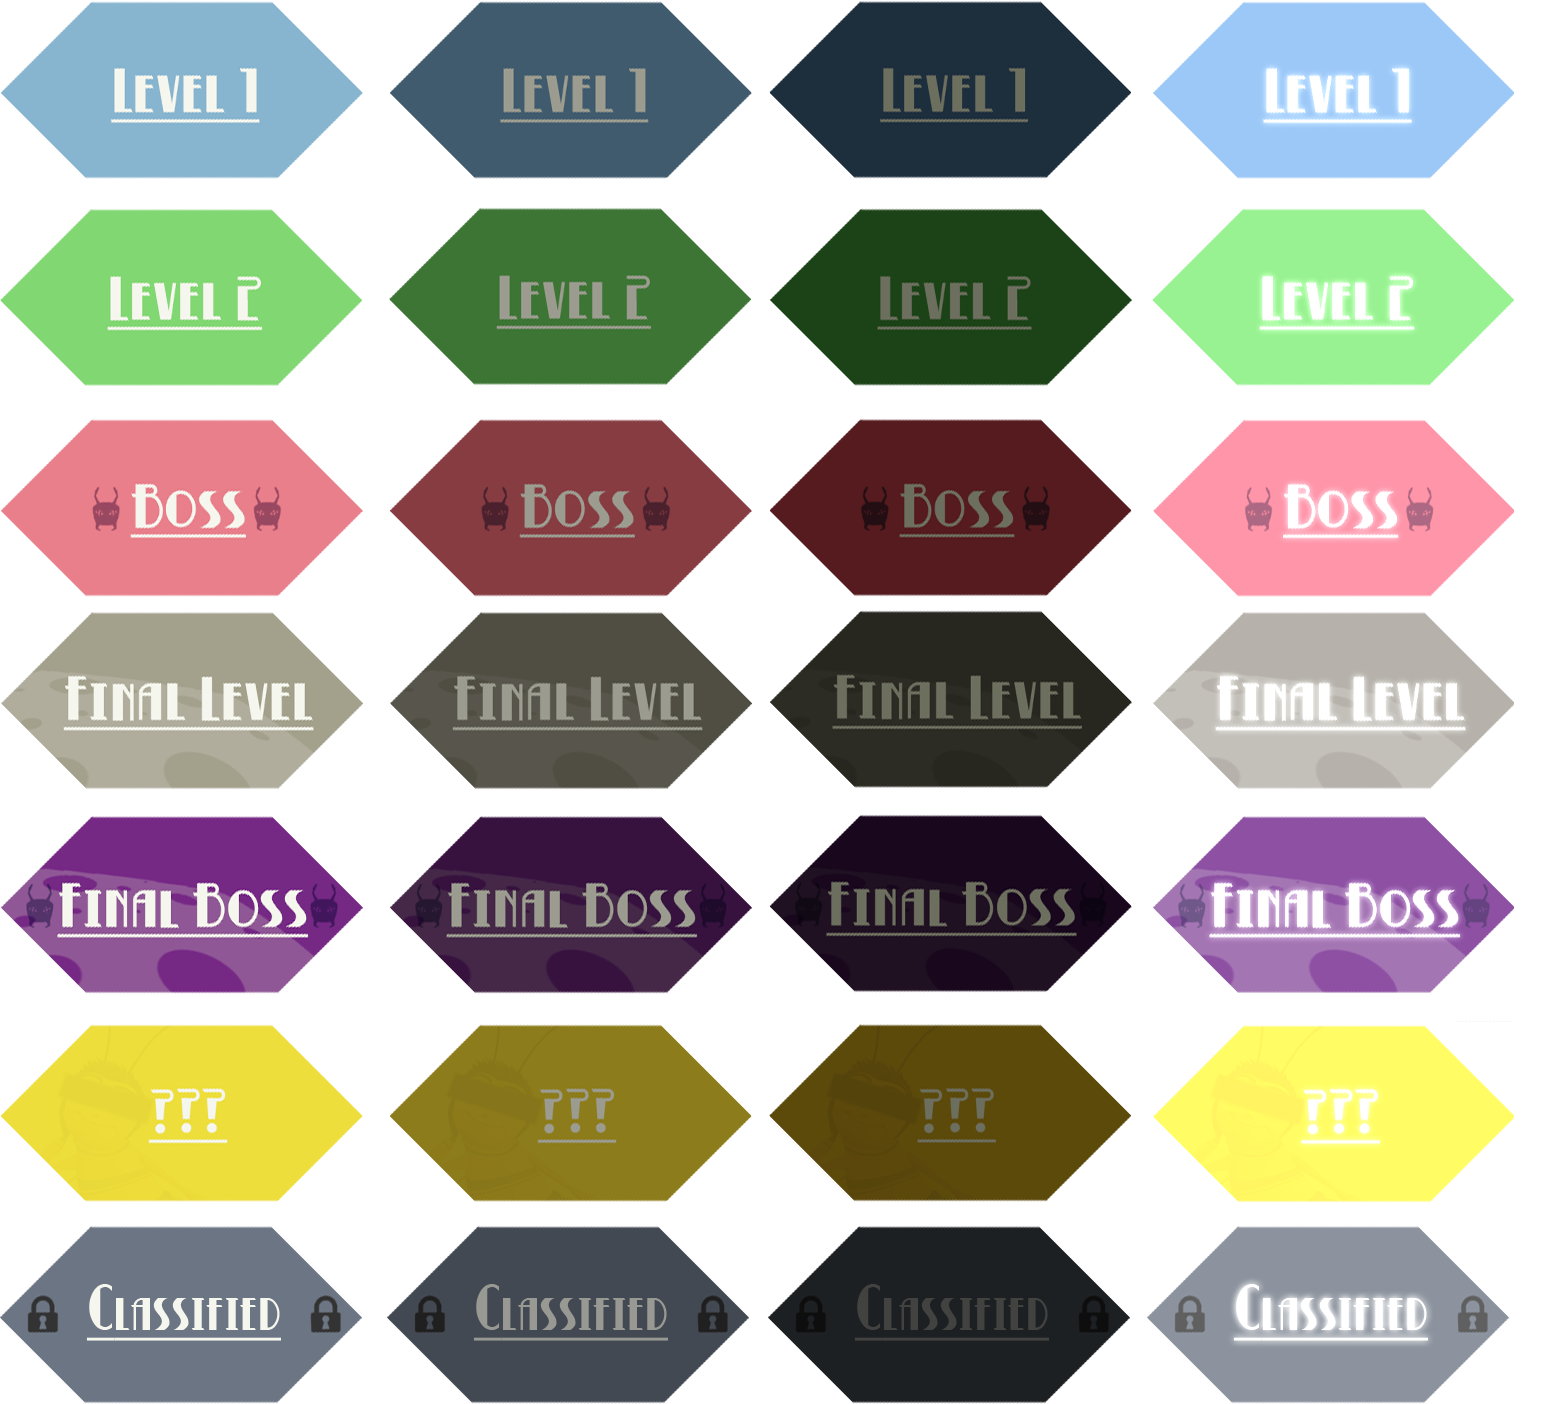 Level 1 Level 1 Level 1 Level 1
Level 2 Level 2 Level 2 Level 2
Boss Boss Boss Boss
Final Level Final Level Final Level Final Level
Final Boss Final Boss Final Boss Final Boss
??? ??? ??? ???
Classified Classified Classified Classified